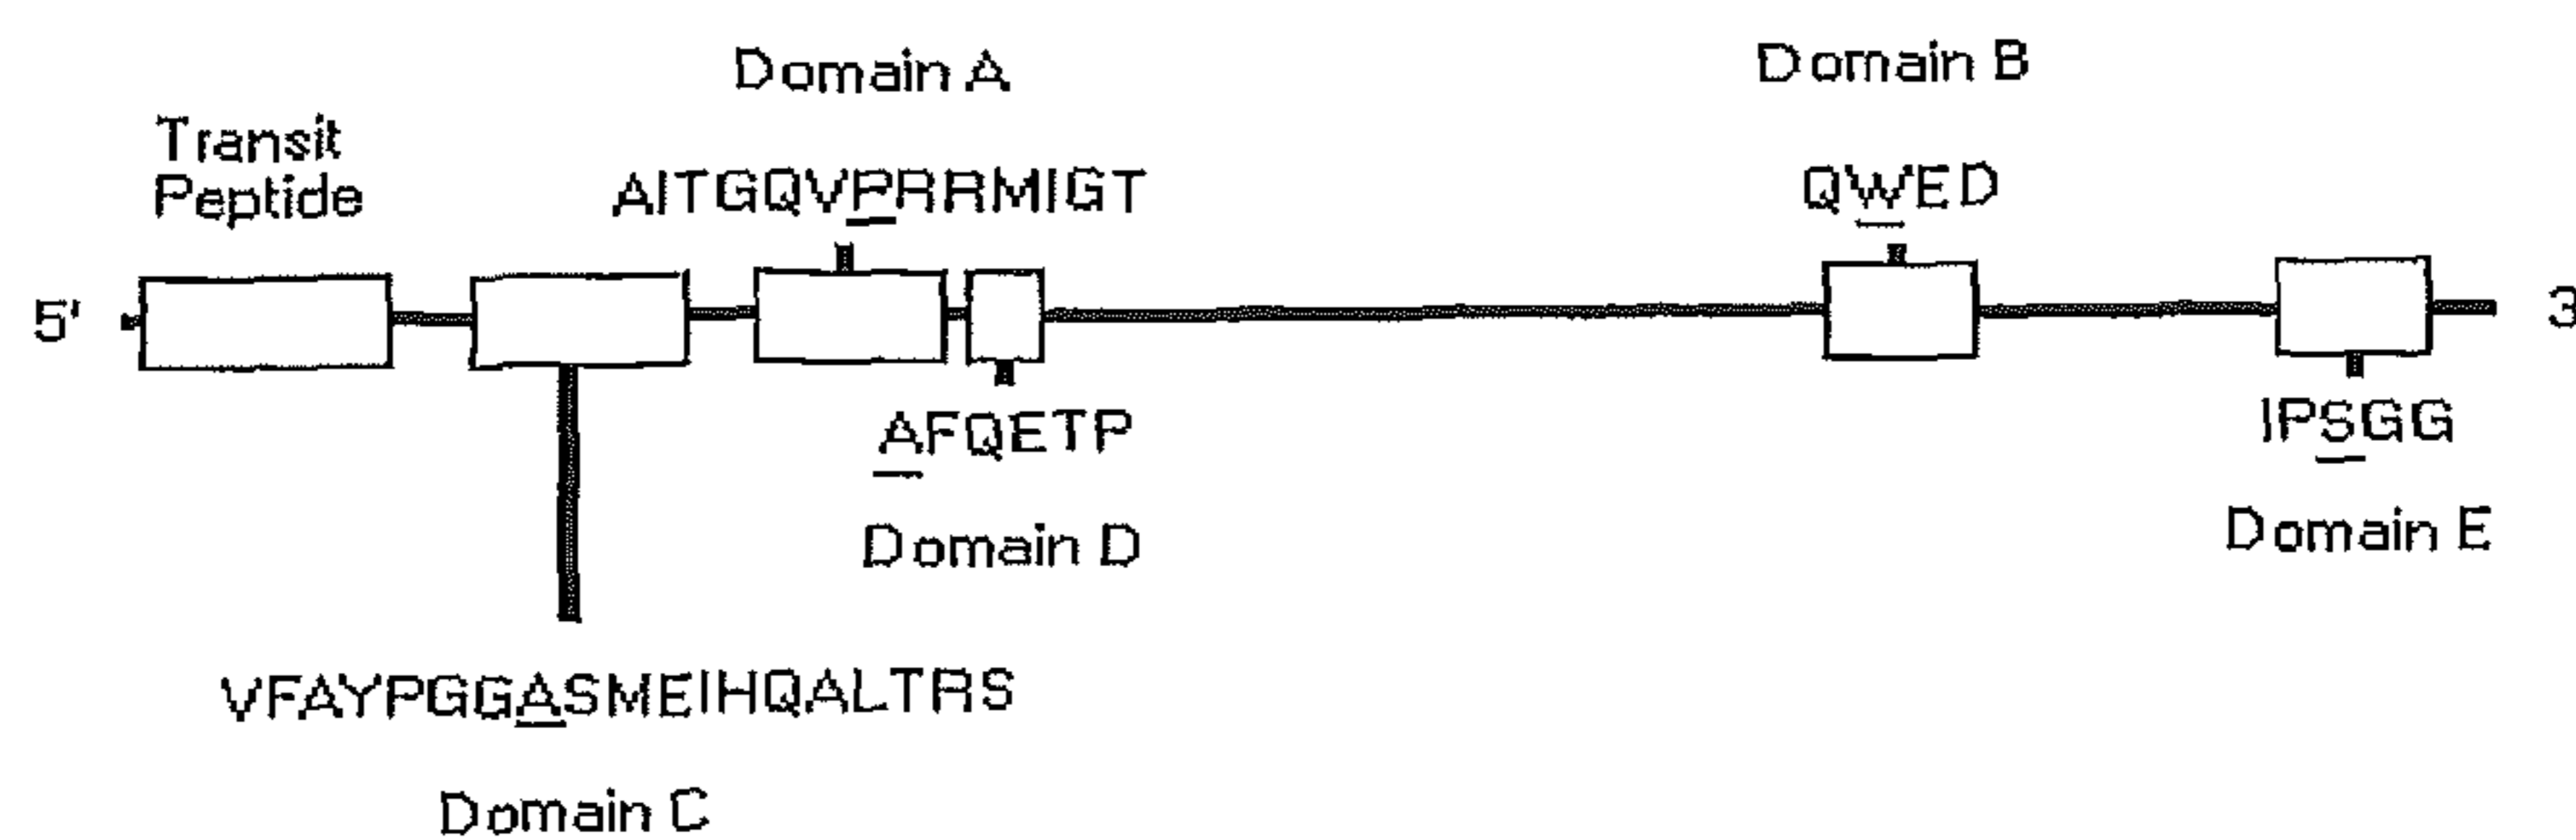 Domain A
Domain B
Transit
Peptide
AITGQVPRRMIGT
QWED
5'
3
AFQETP
IPSGG
Domain D
Domain E
VFAYPGGASMEIHQALTRS
Domain C